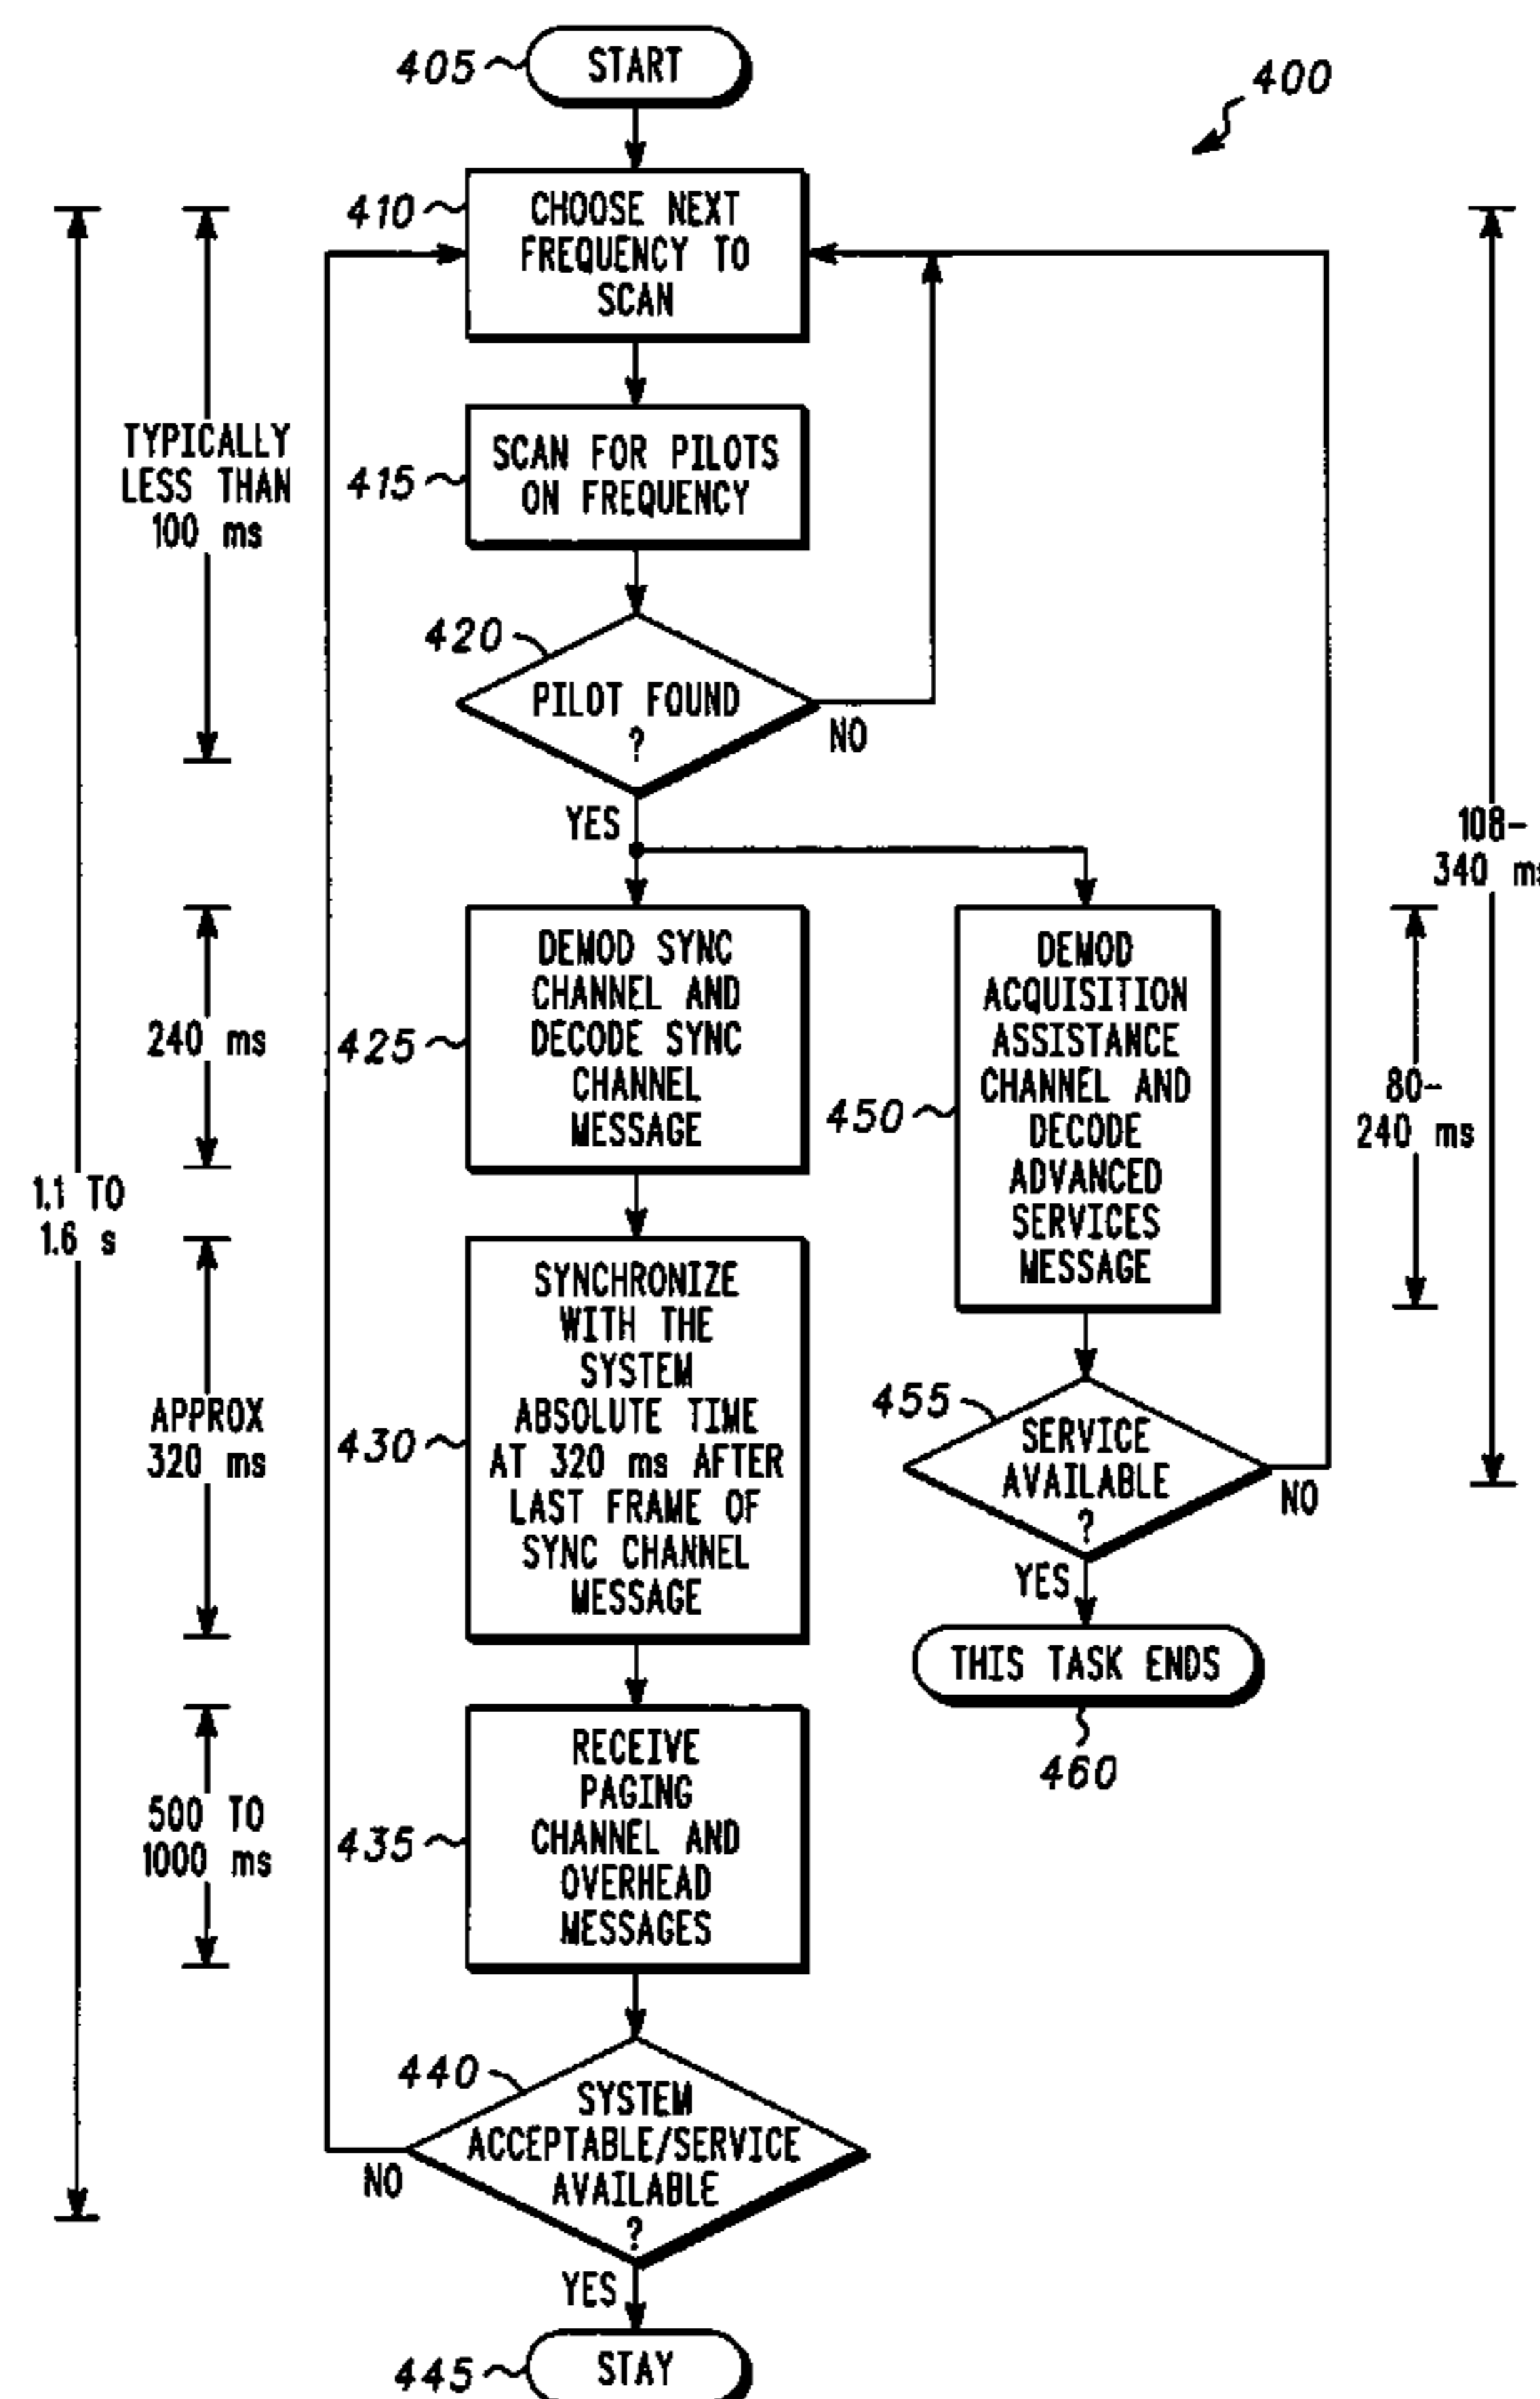 405
START
400
410
CHOOSE NEXT
FREQUENCY TO
SCAN
TYPICALLY
LESS THAN
100 ms
415
SCAN FOR PILOTS
ON FREQUENCY
420
PILOT FOUND
?
NO
YES
108-
340 ms
240 ms
425
DEMOD SYNC
CHANNEL AND
DECODE SYNC
CHANNEL
MESSAGE
450
DEMOD
ACQUISITION
ASSISTANCE
CHANNEL AND
DECODE
ADVANCED
SERVICES
MESSAGE
80-
240 ms
1.1 TO
1.6 s
APPROX
320 ms
430
SYNCHRONIZE
WITH THE
SYSTEM
ABSOLUTE TIME
AT 320 ms AFTER
LAST FRAME OF
SYNC CHANNEL
MESSAGE
455
SERVICE
AVAILABLE
?
NO
YES
THIS TASK ENDS
460
500 TO
1000 ms
435
RECEIVE
PAGING
CHANNEL AND
OVERHEAD
MESSAGES
440
SYSTEM
ACCEPTABLE/SERVICE
AVAILABLE
?
NO
YES
445
STAY